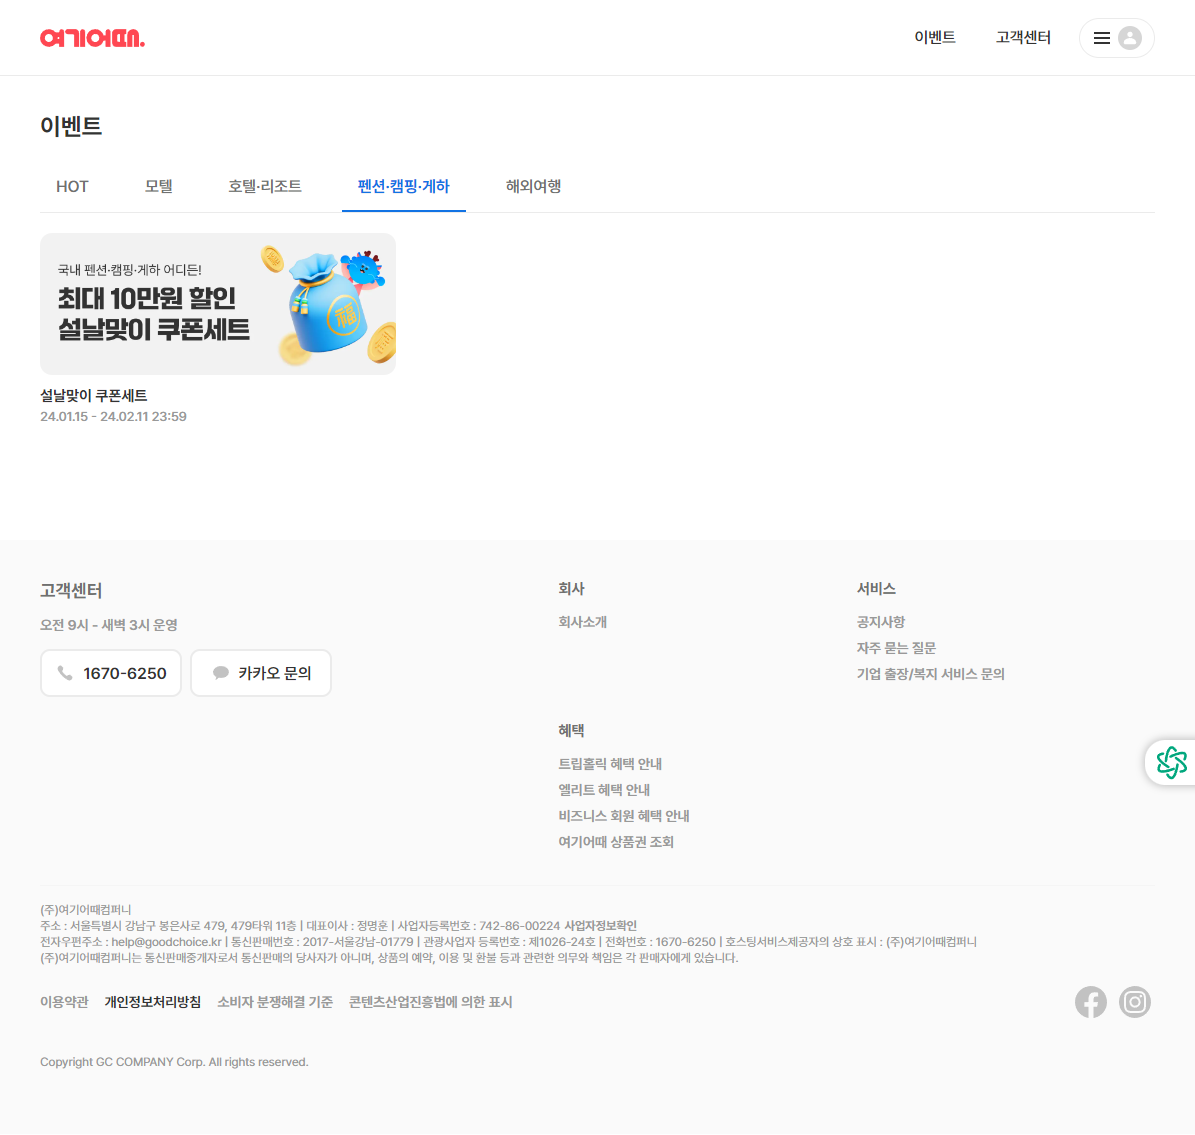 여기어때.
이벤트
고객센터
이벤트
HOT
모텔
호텔·리조트
펜션·캠핑·게하
해외여행
국내 펜션·캠핑·게하 어디든!
최대 10만원 할인
설날맞이 쿠폰세트
福
설날맞이 쿠폰세트
24.01.15 - 24.02.11 23:59
고객센터
오전 9시 - 새벽 3시 운영
1670-6250
카카오 문의
회사
회사소개
서비스
공지사항
자주 묻는 질문
기업 출장/복지 서비스 문의
혜택
트립홀릭 혜택 안내
엘리트 혜택 안내
비즈니스 회원 혜택 안내
여기어때 상품권 조회
(주)여기어때컴퍼니
주소 : 서울특별시 강남구 봉은사로 479, 479타워 11층 | 대표이사 : 정명훈 | 사업자등록번호 : 742-86-00224 사업자정보확인
전자우편주소 : help@goodchoice.kr | 통신판매번호 : 2017-서울강남-01779 | 관광사업자 등록번호 : 제1026-24호 | 전화번호 : 1670-6250 | 호스팅서비스제공자의 상호 표시 : (주)여기어때컴퍼니
(주)여기어때컴퍼니는 통신판매중개자로서 통신판매의 당사자가 아니며, 상품의 예약, 이용 및 환불 등과 관련한 의무와 책임은 각 판매자에게 있습니다.
이용약관
개인정보처리방침
소비자 분쟁해결 기준
콘텐츠산업진흥법에 의한 표시
Copyright GC COMPANY Corp. All rights reserved.